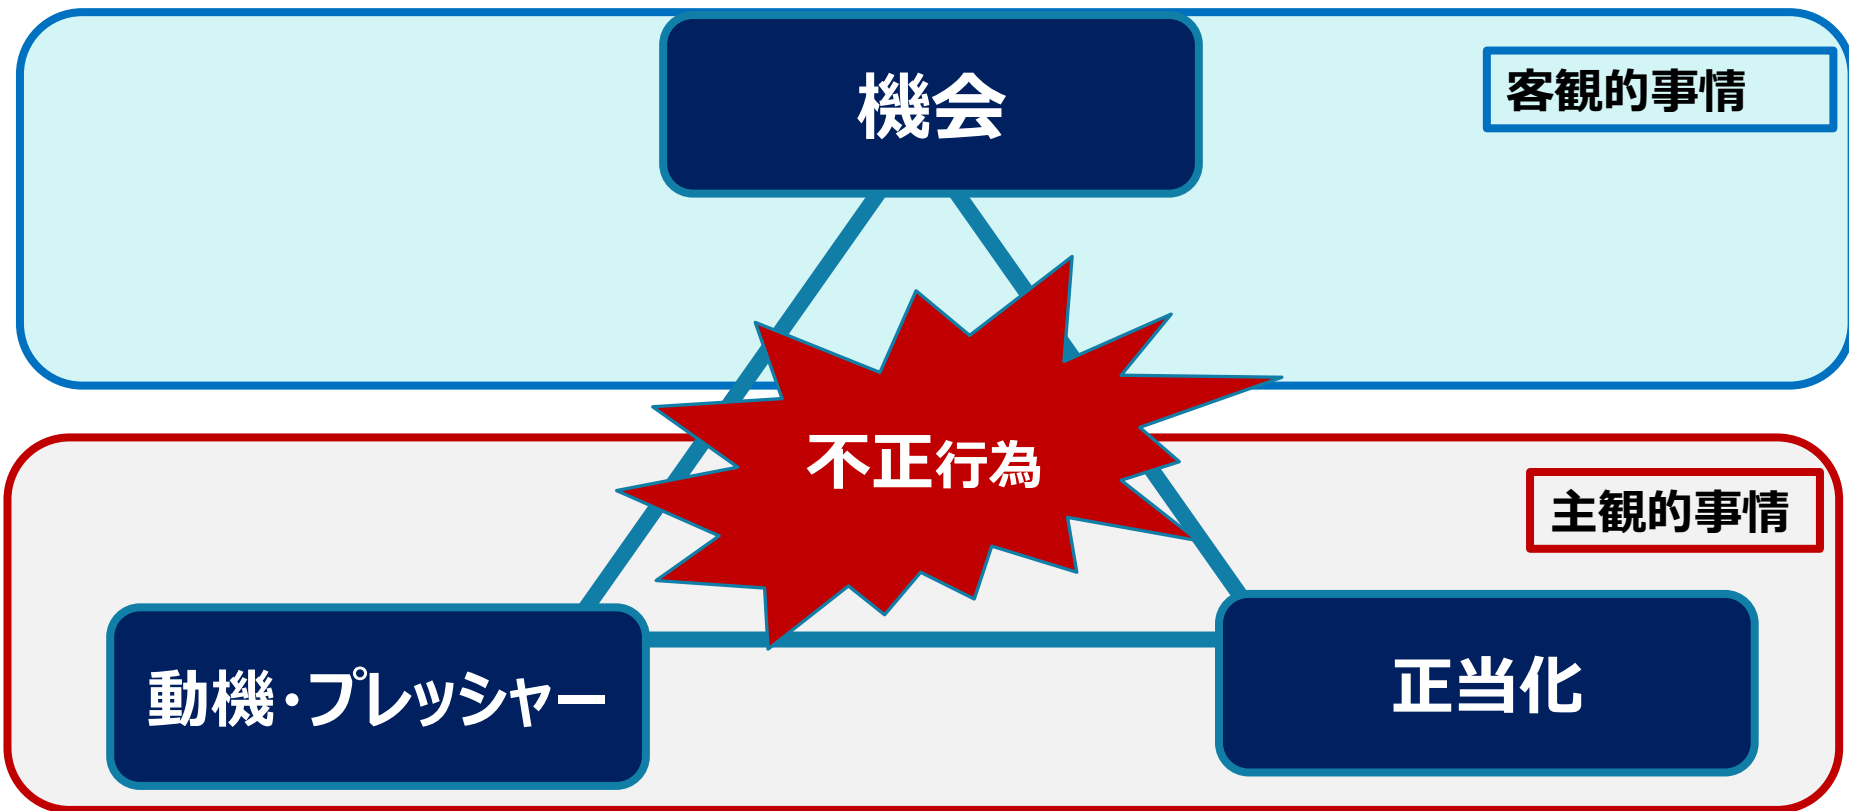 機会
客観的事情
不正行為
主観的事情
動機・プレッシャー
正当化